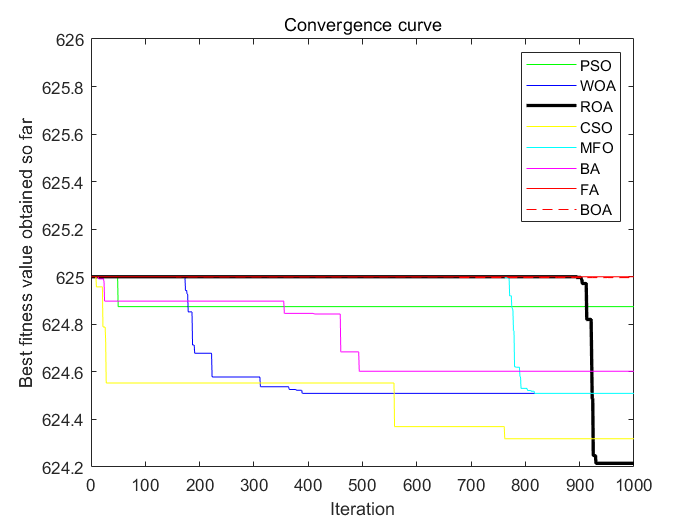 Convergence curve
Best fitness value obtained so far
626
625.8
625.6
625.4
625.2
625
624.8
624.6
624.4
624.2
0 100 200 300 400 500 600 700 800 900 1000
Iteration
PSO
WOA
ROA
CSO
MFO
BA
FA
BOA